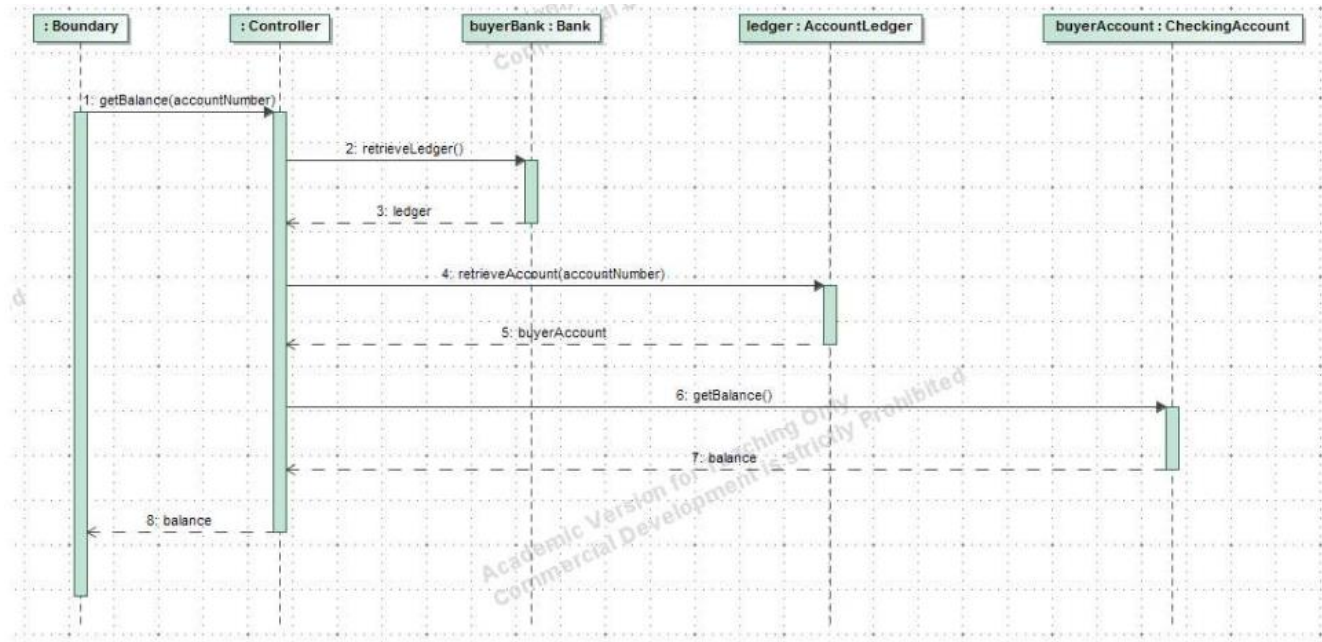 : Boundary
: Controller
buyerBank : Bank
ledger : AccountLedger
buyerAccount : CheckingAccount
1: getBalance(accountNumber)
2: retrieveLedger()
3: ledger
4: retrieveAccount(accountNumber)
5: buyerAccount
6: getBalance()
7: balance
8: balance
Academic Version for Teaching Only
Commercial Development is strictly Prohibited